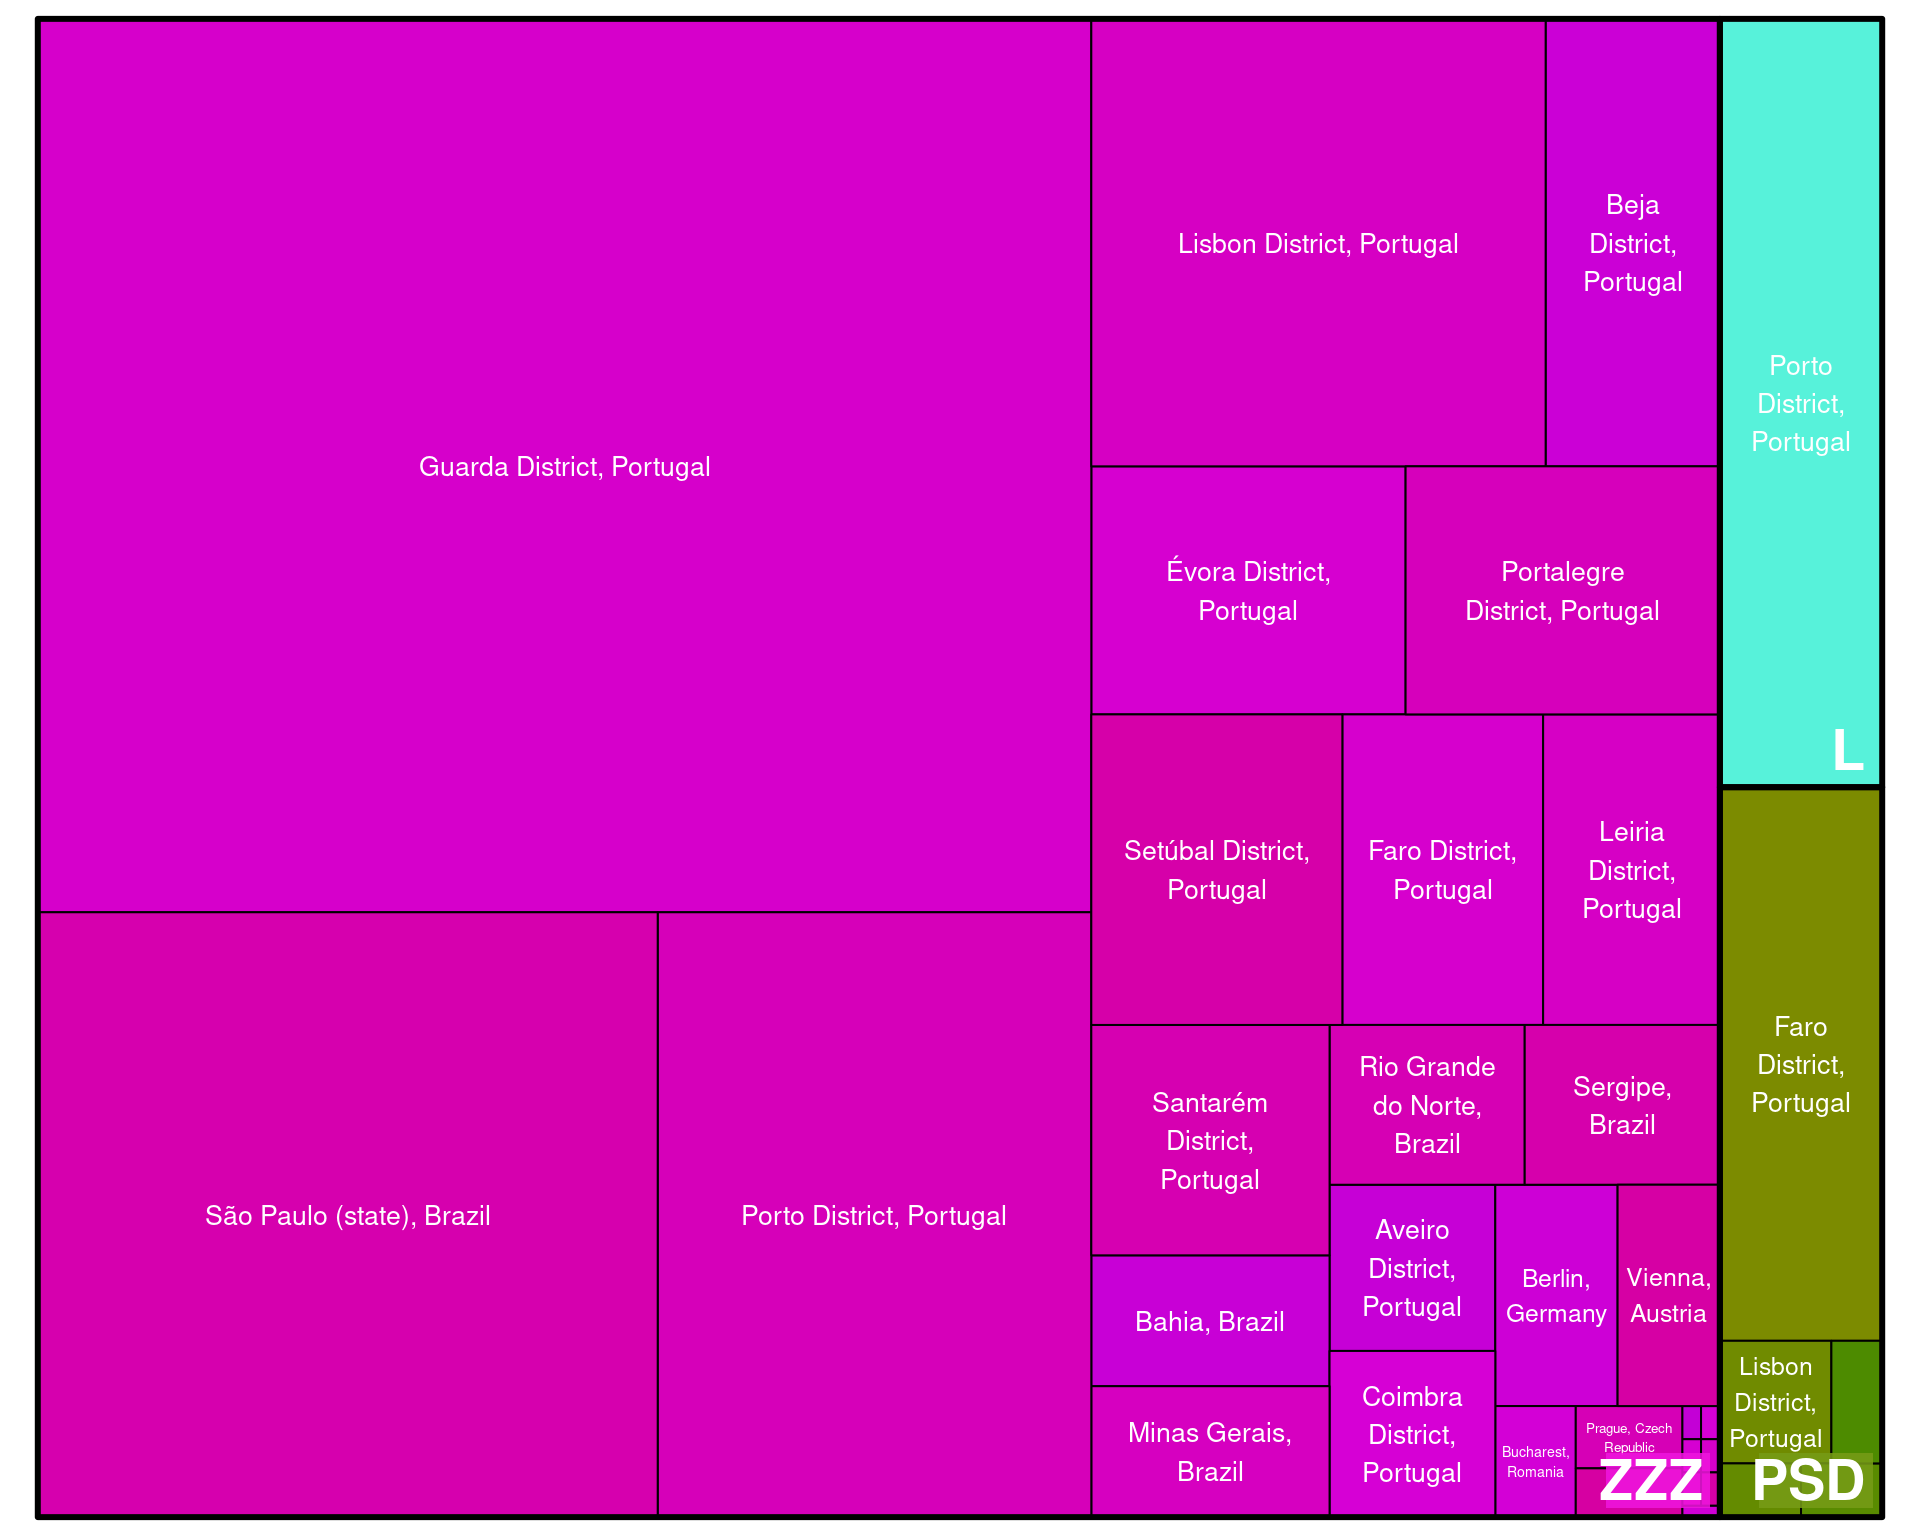 Guarda District, Portugal
São Paulo (state), Brazil
Porto District, Portugal
Lisbon District, Portugal
Beja
District,
Portugal
Évora District,
Portugal
Portalegre
District, Portugal
Setúbal District,
Portugal
Faro District,
Portugal
Leiria
District,
Portugal
Santarém
District,
Portugal
Rio Grande
do Norte,
Brazil
Sergipe,
Brazil
Bahia, Brazil
Minas Gerais,
Brazil
Aveiro
District,
Portugal
Coimbra
District,
Portugal
Berlin,
Germany
Vienna,
Austria
Bucharest,
Romania
Prague, Czech
Republic
ZZZ
Porto
District,
Portugal
L
Faro
District,
Portugal
Lisbon
District,
Portugal
PSD